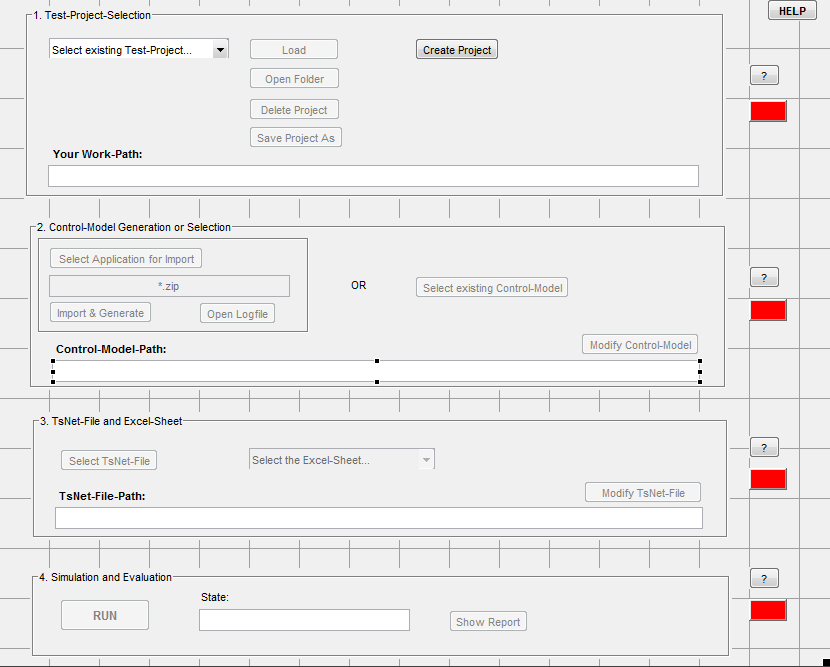 HELP
1. Test-Project-Selection
Select existing Test-Project...
Load
Create Project
?
Open Folder
Delete Project
Save Project As
Your Work-Path:
2. Control-Model Generation or Selection
Select Application for Import
?
*.zip
OR
Select existing Control-Model
Import & Generate
Open Logfile
Control-Model-Path:
Modify Control-Model
3. TsNet-File and Excel-Sheet
?
Select TsNet-File
Select the Excel-Sheet...
TsNet-File-Path:
Modify TsNet-File
4. Simulation and Evaluation
?
State:
RUN
Show Report